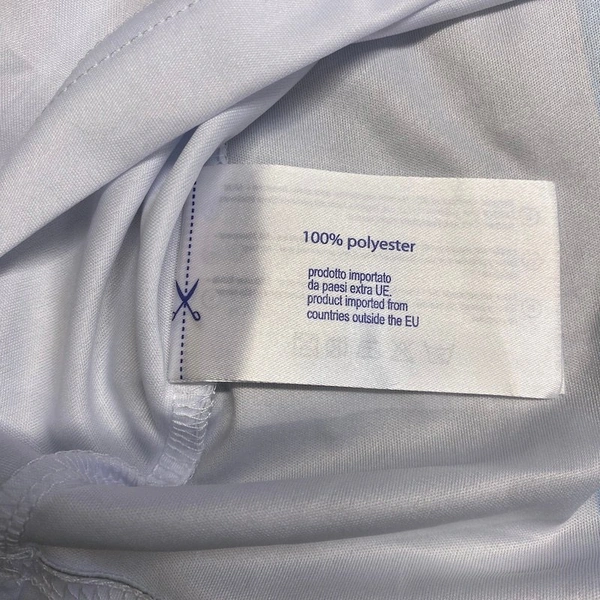 100% polyester
prodotto importato
da paesi extra UE.
product imported from
countries outside the EU